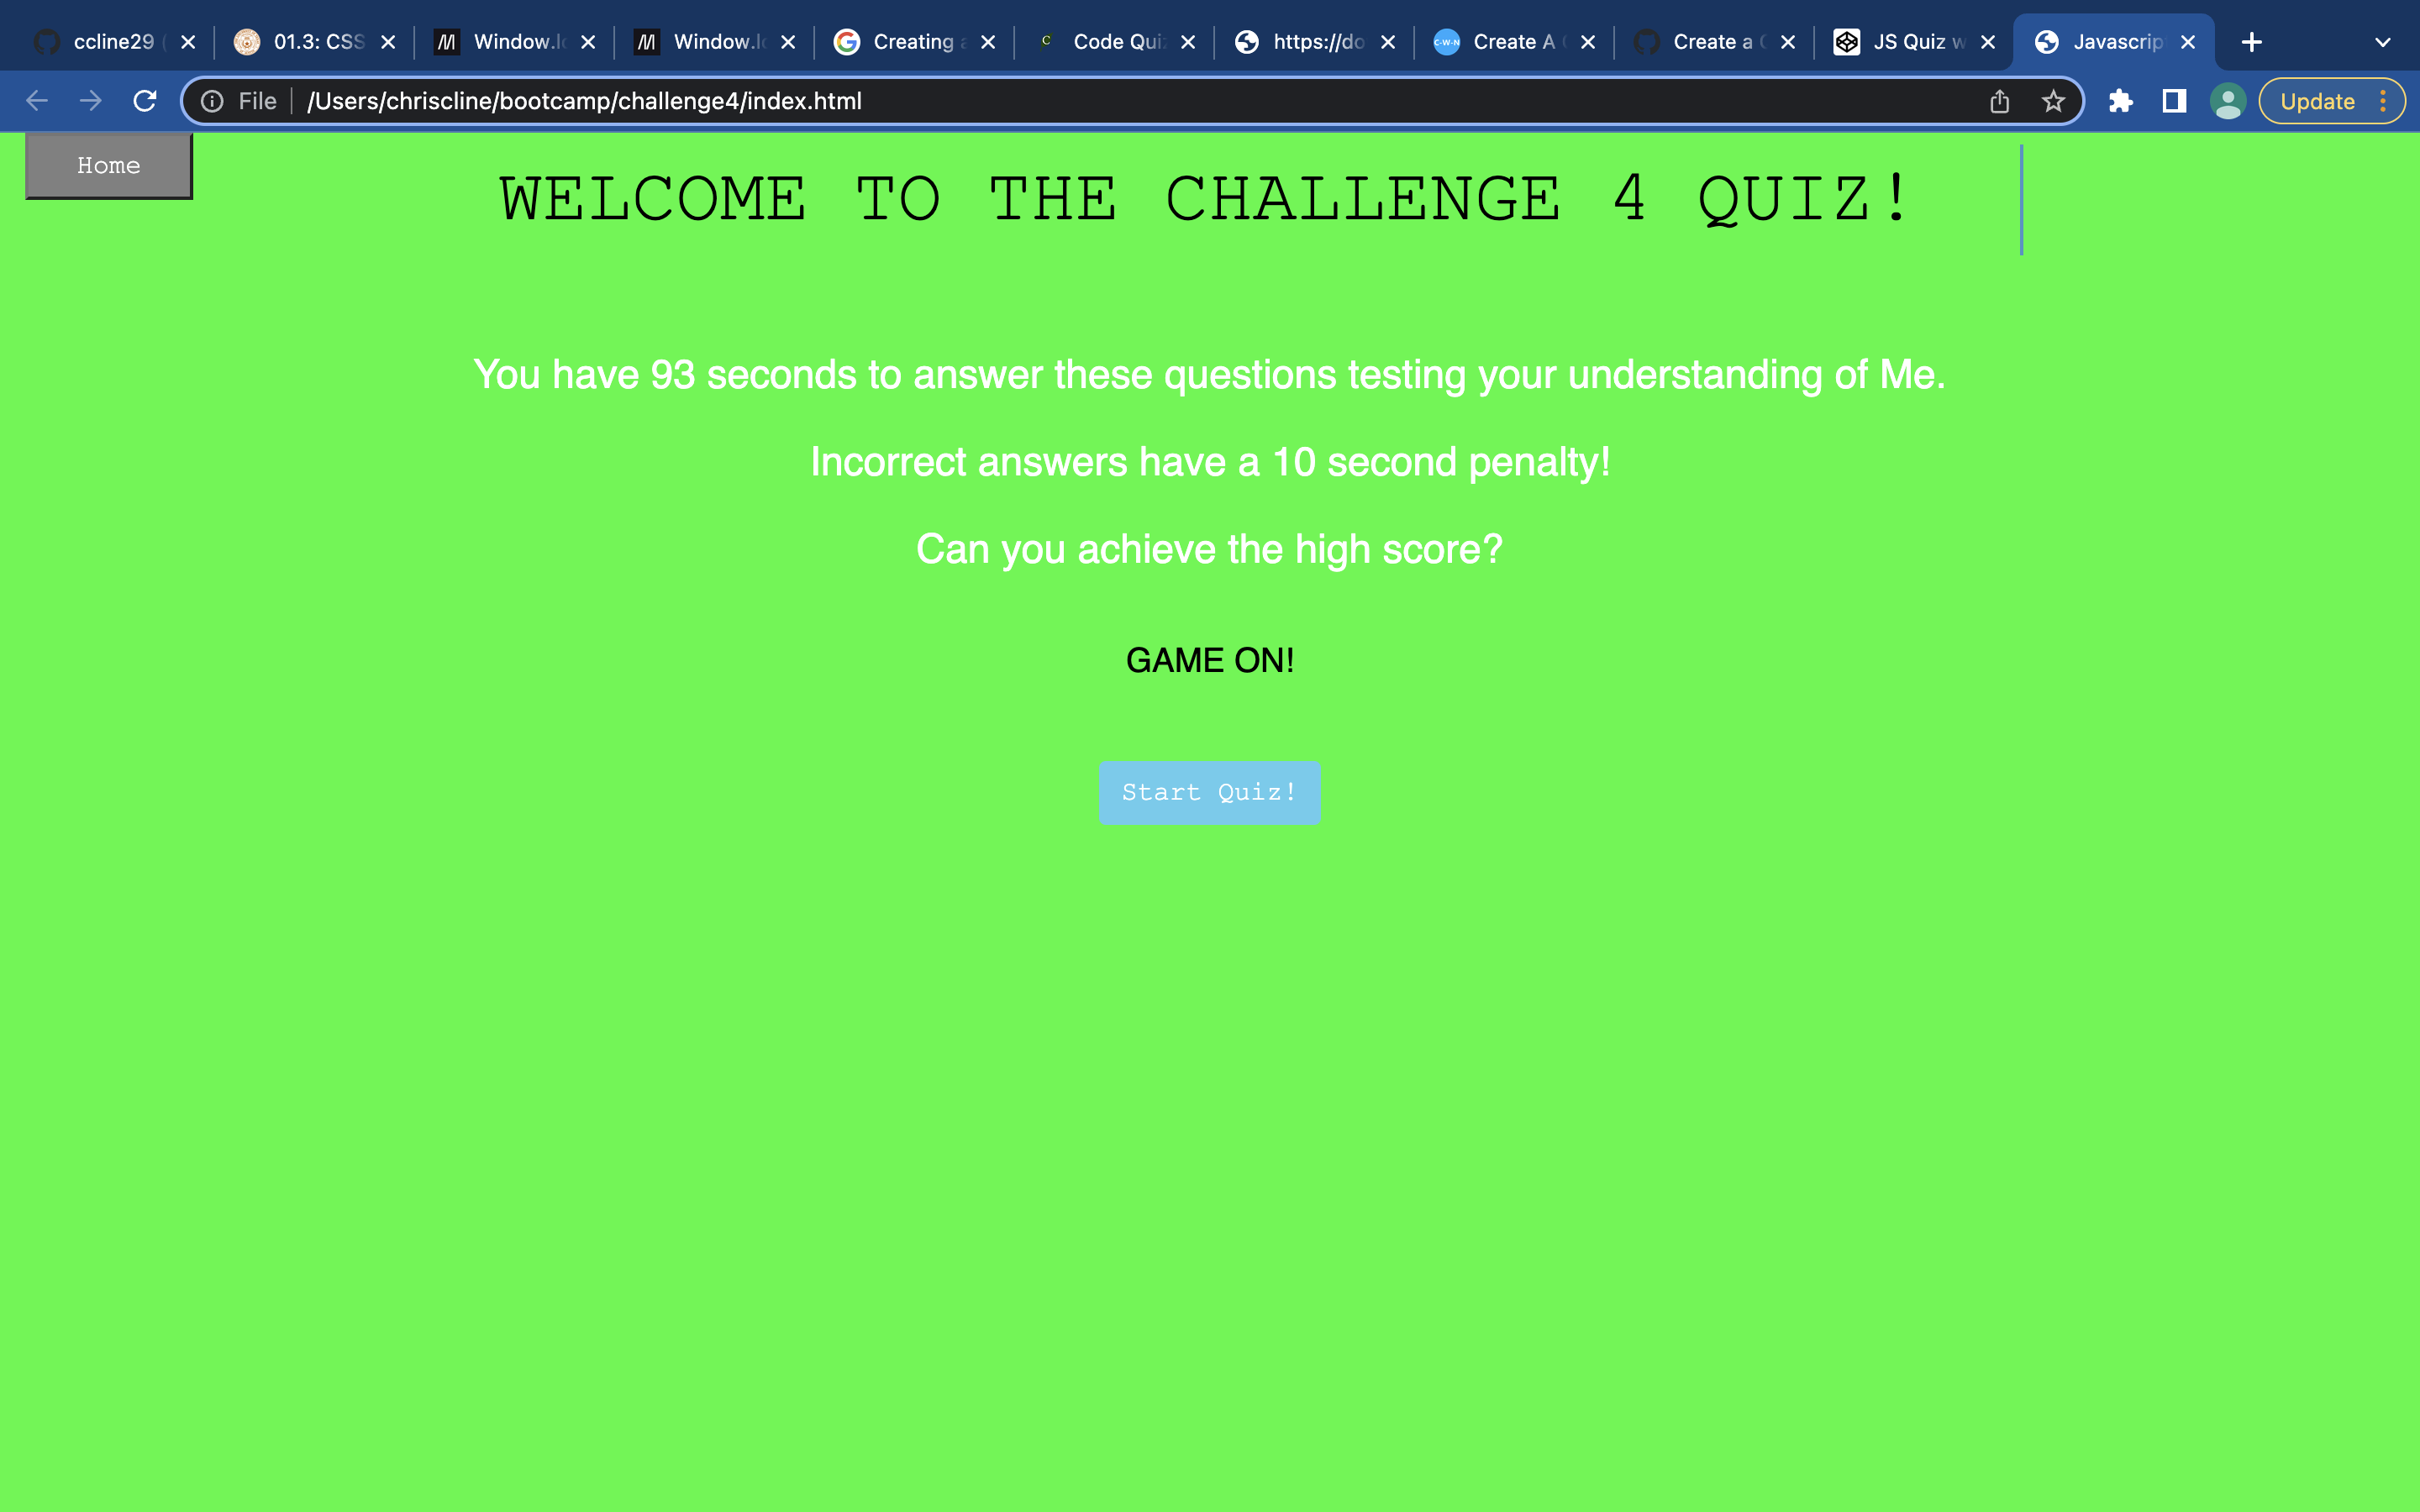 ccline29
01.3: CSS
Window.l
Window.l
Creating
Code Qui
https://do
Create A
Create a
JS Quiz w
Javascrip
File
/Users/chriscline/bootcamp/challenge4/index.html
Update
Home
WELCOME TO THE CHALLENGE 4 QUIZ!
You have 93 seconds to answer these questions testing your understanding of Me.
Incorrect answers have a 10 second penalty!
Can you achieve the high score?
GAME ON!
Start Quiz!